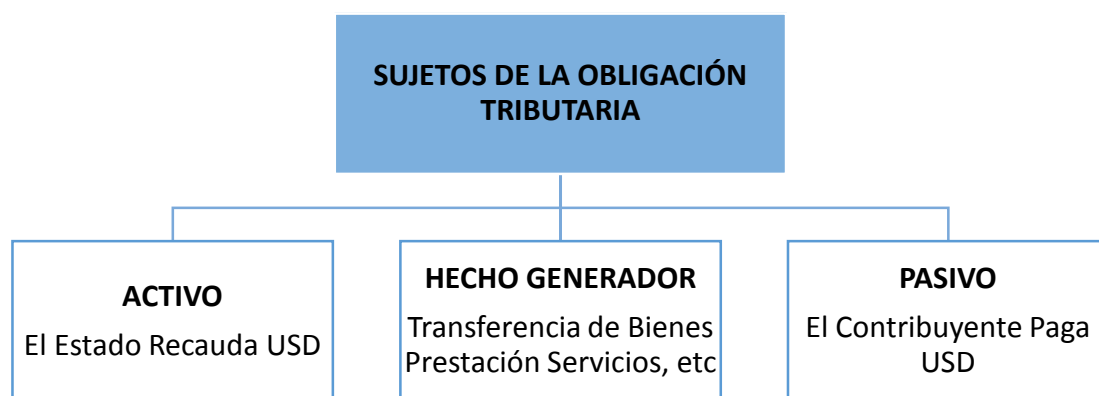 SUJETOS DE LA OBLIGACIÓN
TRIBUTARIA
ACTIVO
El Estado Recauda USD
HECHO GENERADOR
Transferencia de Bienes
Prestación Servicios, etc
PASIVO
El Contribuyente Paga
USD